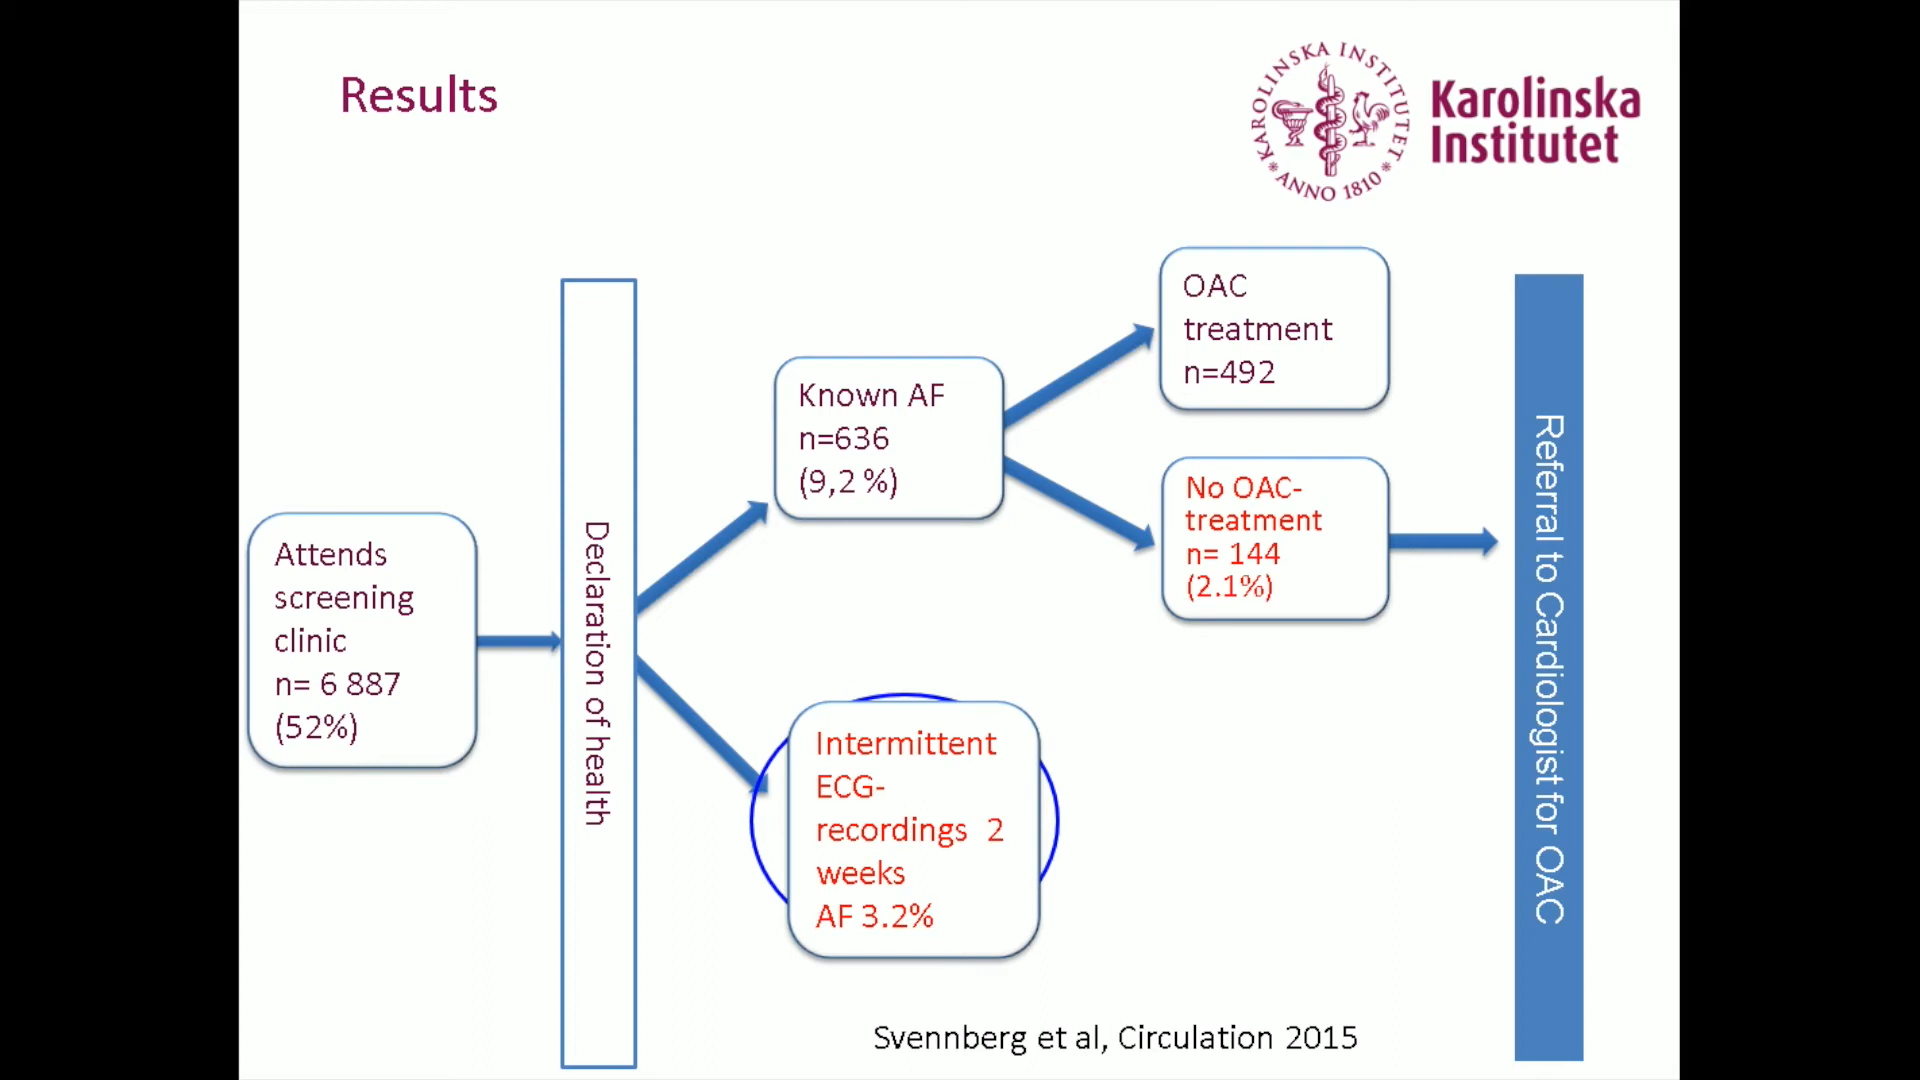 Results
KAROLINSKA INSTITUTET
ANNO 1810
Karolinska
Institutet
Attends
screening
clinic
n= 6 887
(52%)
Declaration of health
Known AF
n=636
(9,2 %)
OAC
treatment
n=492
No OAC-
treatment
n= 144
(2.1%)
Intermittent
ECG-
recordings 2
weeks
AF 3.2%
Referral to Cardiologist for OAC
Svennberg et al, Circulation 2015